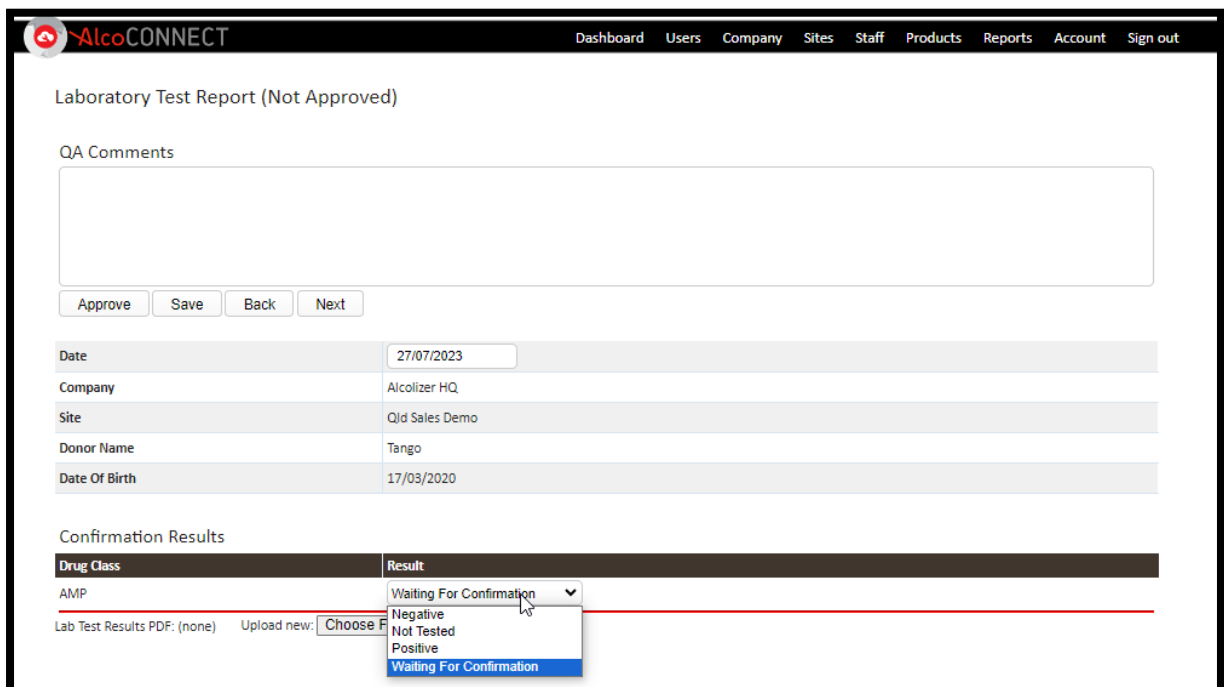 AlcoCONNECT Dashboard Users Company Sites Staff Products Reports Account Sign out
Laboratory Test Report (Not Approved)
QA Comments
Approve Save Back Next
Date 27/07/2023
Company Alcolizer HQ
Site Qld Sales Demo
Donor Name Tango
Date Of Birth 17/03/2020
Confirmation Results
Drug Class Result
AMP Waiting For Confirmation
Lab Test Results PDF: (none) Upload new: Choose F
Negative
Not Tested
Positive
Waiting For Confirmation